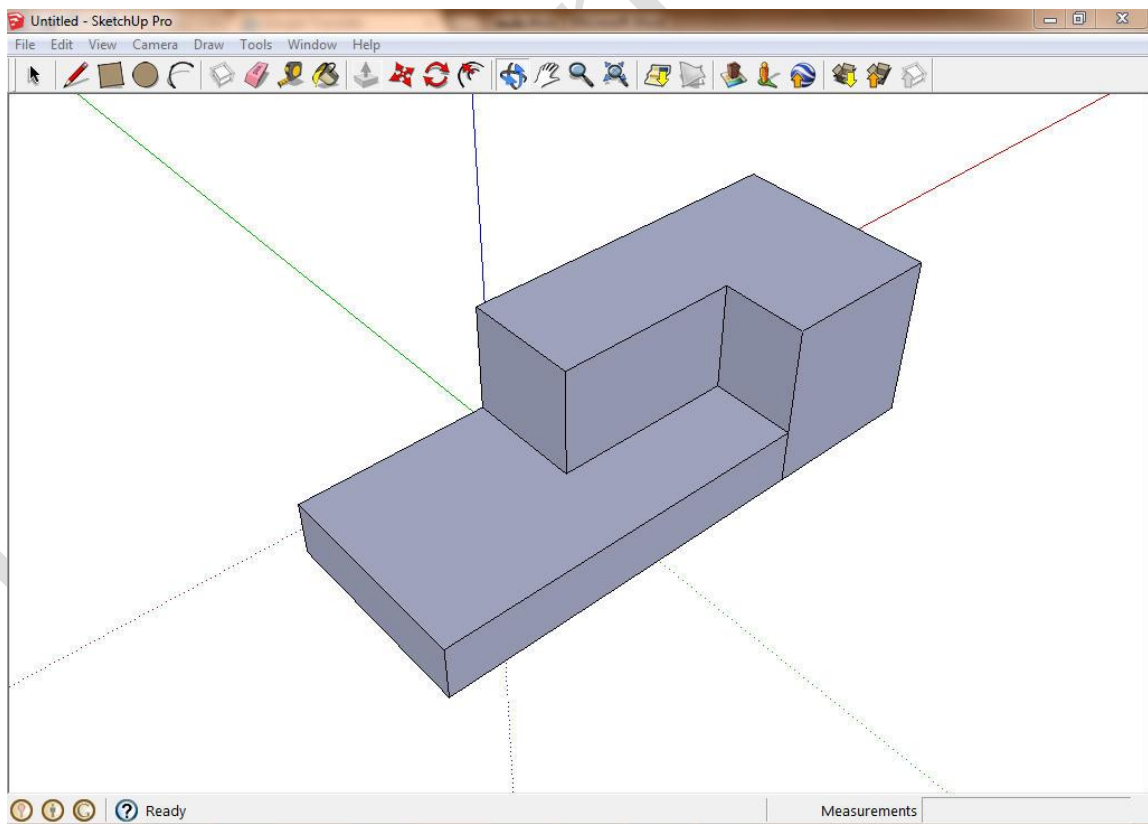 Untitled - SketchUp Pro
File Edit View Camera Draw Tools Window Help
Ready
Measurements